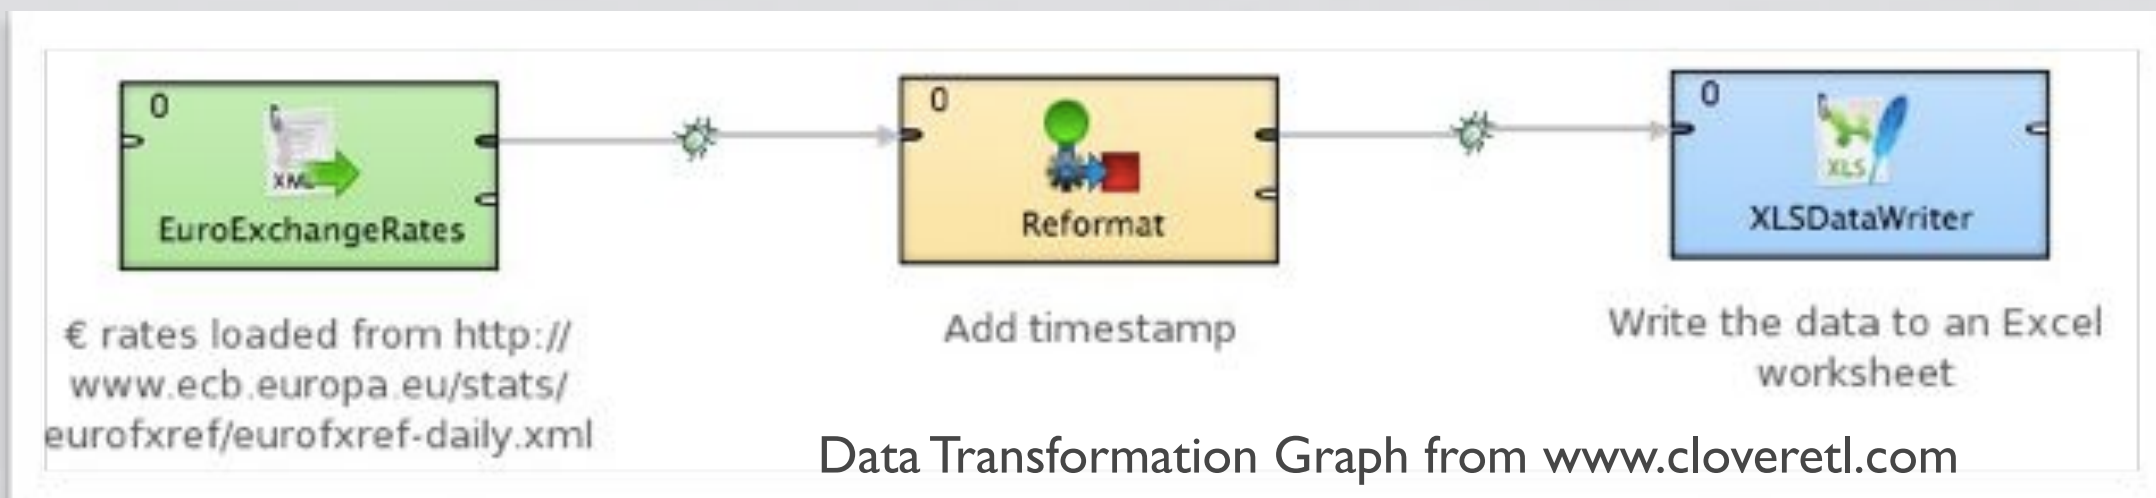 0
XML
EuroExchangeRates
€ rates loaded from http://
www.ecb.europa.eu/stats/
eurofxref/eurofxref-daily.xml
0
Reformat
Add timestamp
0
XLS
XLSDataWriter
Write the data to an Excel
worksheet
Data Transformation Graph from www.cloveretl.com